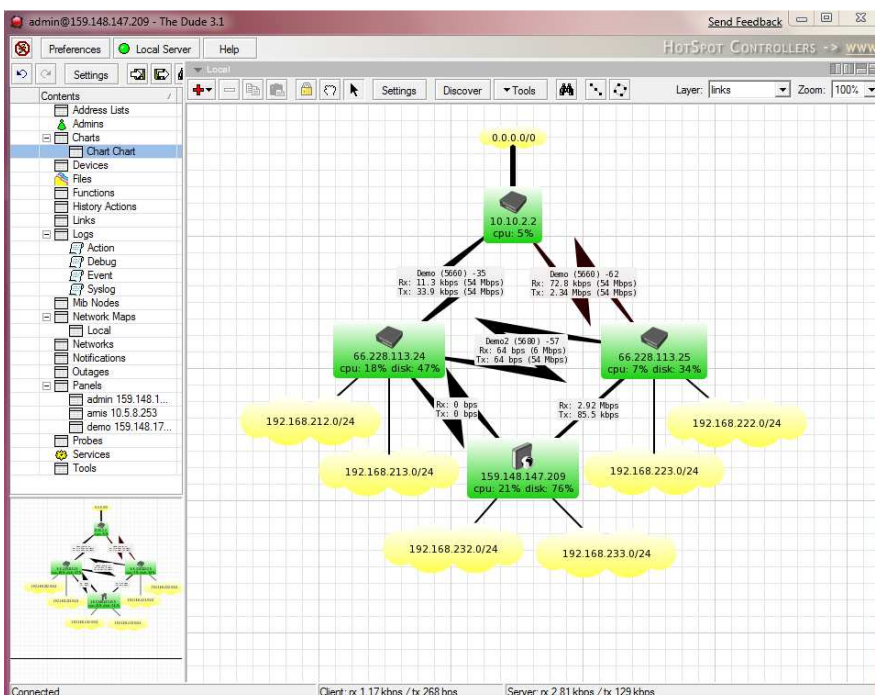 admin@159.148.147.209 - The Dude 3.1
Send Feedback
Preferences
Local Server
Help
HOTSPOT CONTROLLERS -> WWW
Settings
Local
Settings
Discover
Tools
Layer:
links
Zoom:
100%
Contents
Address Lists
Admins
Charts
Chart Chart
Devices
Files
Functions
History Actions
Links
Logs
Action
Debug
Event
Syslog
Mib Nodes
Network Maps
Local
Networks
Notifications
Outages
Panels
admin 159.148.1...
amis 10.5.8.253
demo 159.148.17...
Probes
Services
Tools
0.0.0.0/0
10.10.2.2
cpu: 5%
Demo (5660) -35
Rx: 11.3 kbps (54 Mbps)
Tx: 33.9 kbps (54 Mbps)
Demo (5660) -62
Rx: 72.8 kbps (54 Mbps)
Tx: 2.34 Mbps (54 Mbps)
Demo2 (5680) -57
Rx: 64 bps (6 Mbps)
Tx: 64 bps (54 Mbps)
66.228.113.24
cpu: 18% disk: 47%
66.228.113.25
cpu: 7% disk: 34%
Rx: 0 bps
Tx: 0 bps
Rx: 2.92 Mbps
Tx: 85.5 kbps
192.168.212.0/24
192.168.222.0/24
192.168.213.0/24
192.168.223.0/24
159.148.147.209
cpu: 21% disk: 76%
192.168.232.0/24
192.168.233.0/24
Connected
Client: rx 1.17 kbps / tx 268 bps
Server: rx 2.81 kbps / tx 129 kbps